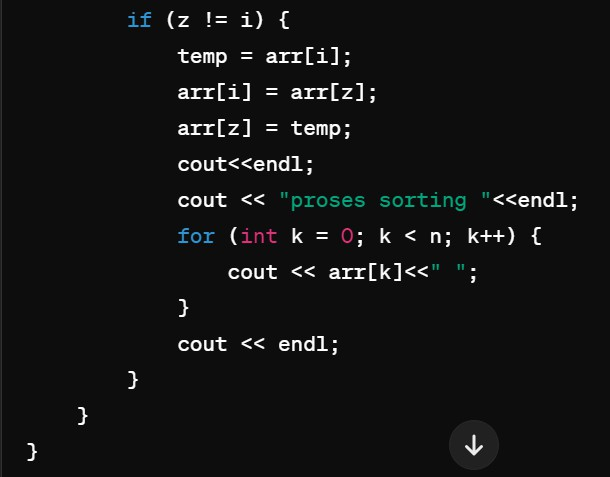 if (z != i) {
temp = arr[i];
arr[i] = arr[z];
arr[z] = temp;
cout<<endl;
cout << "proses sorting "<<endl;
for (int k = 0; k < n; k++) {
cout << arr[k]<<" ";
}
cout << endl;
}
}
}